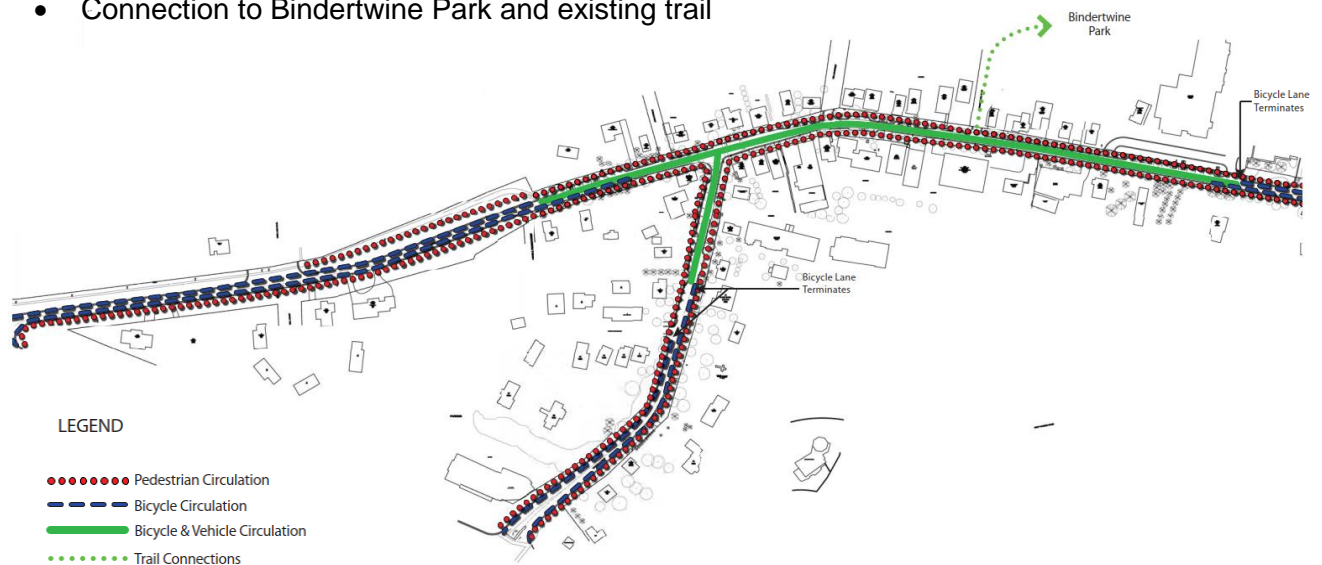 • Connection to Bindertwine Park and existing trail
Bindertwine
Park
Bicycle Lane
Terminates
Bicycle Lane
Terminates
LEGEND
Pedestrian Circulation
Bicycle Circulation
Bicycle & Vehicle Circulation
Trail Connections